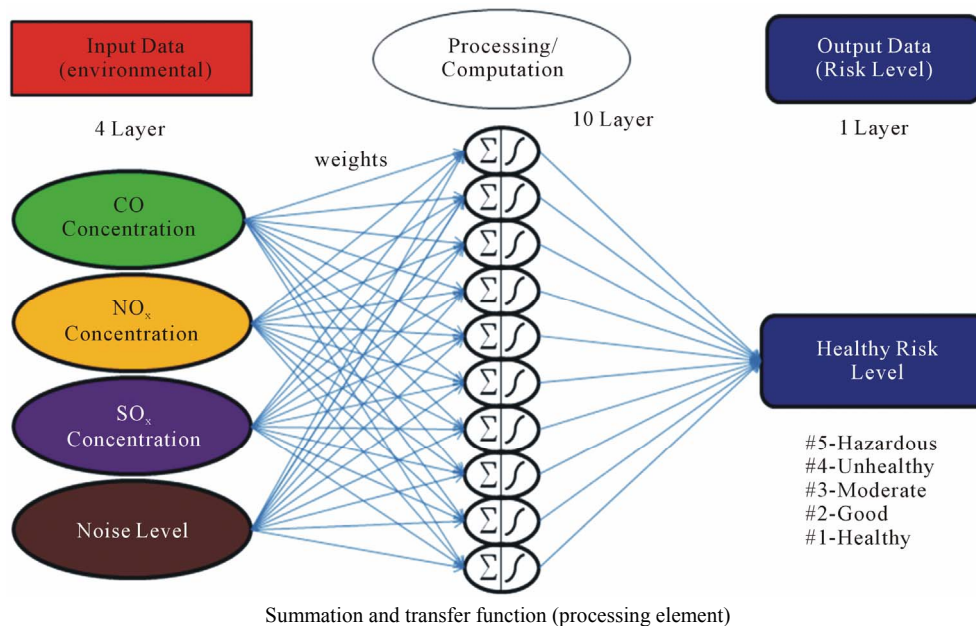 Input Data
(environmental)
Processing/
Computation
Output Data
(Risk Level)
4 Layer
10 Layer
1 Layer
weights
CO
Concentration
NOₓ
Concentration
SOₓ
Concentration
Noise Level
Σ ∫
Σ ∫
Σ ∫
Σ ∫
Σ ∫
Σ ∫
Σ ∫
Σ ∫
Σ ∫
Σ ∫
Healthy Risk
Level
#5-Hazardous
#4-Unhealthy
#3-Moderate
#2-Good
#1-Healthy
Summation and transfer function (processing element)